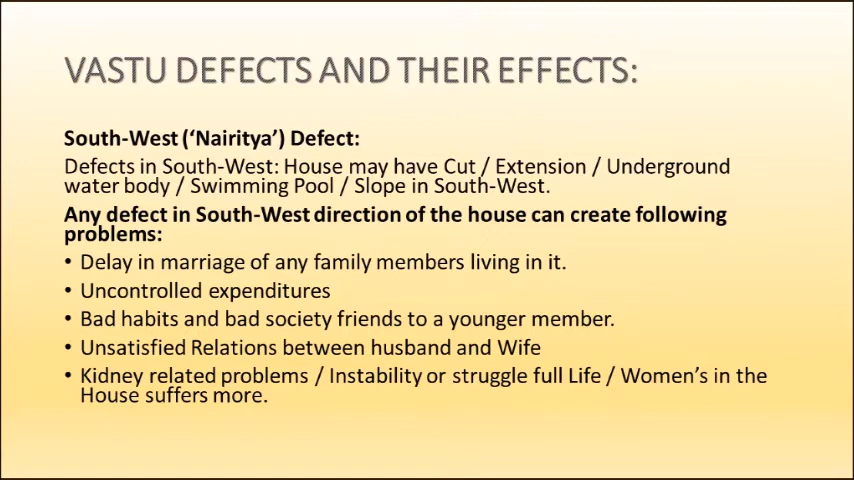 VASTU DEFECTS AND THEIR EFFECTS:
South-West (‘Nairitya’) Defect:
Defects in South-West: House may have Cut / Extension / Underground
water body / Swimming Pool / Slope in South-West.
Any defect in South-West direction of the house can create following
problems:
• Delay in marriage of any family members living in it.
• Uncontrolled expenditures
• Bad habits and bad society friends to a younger member.
• Unsatisfied Relations between husband and Wife
• Kidney related problems / Instability or struggle full Life / Women’s in the
House suffers more.